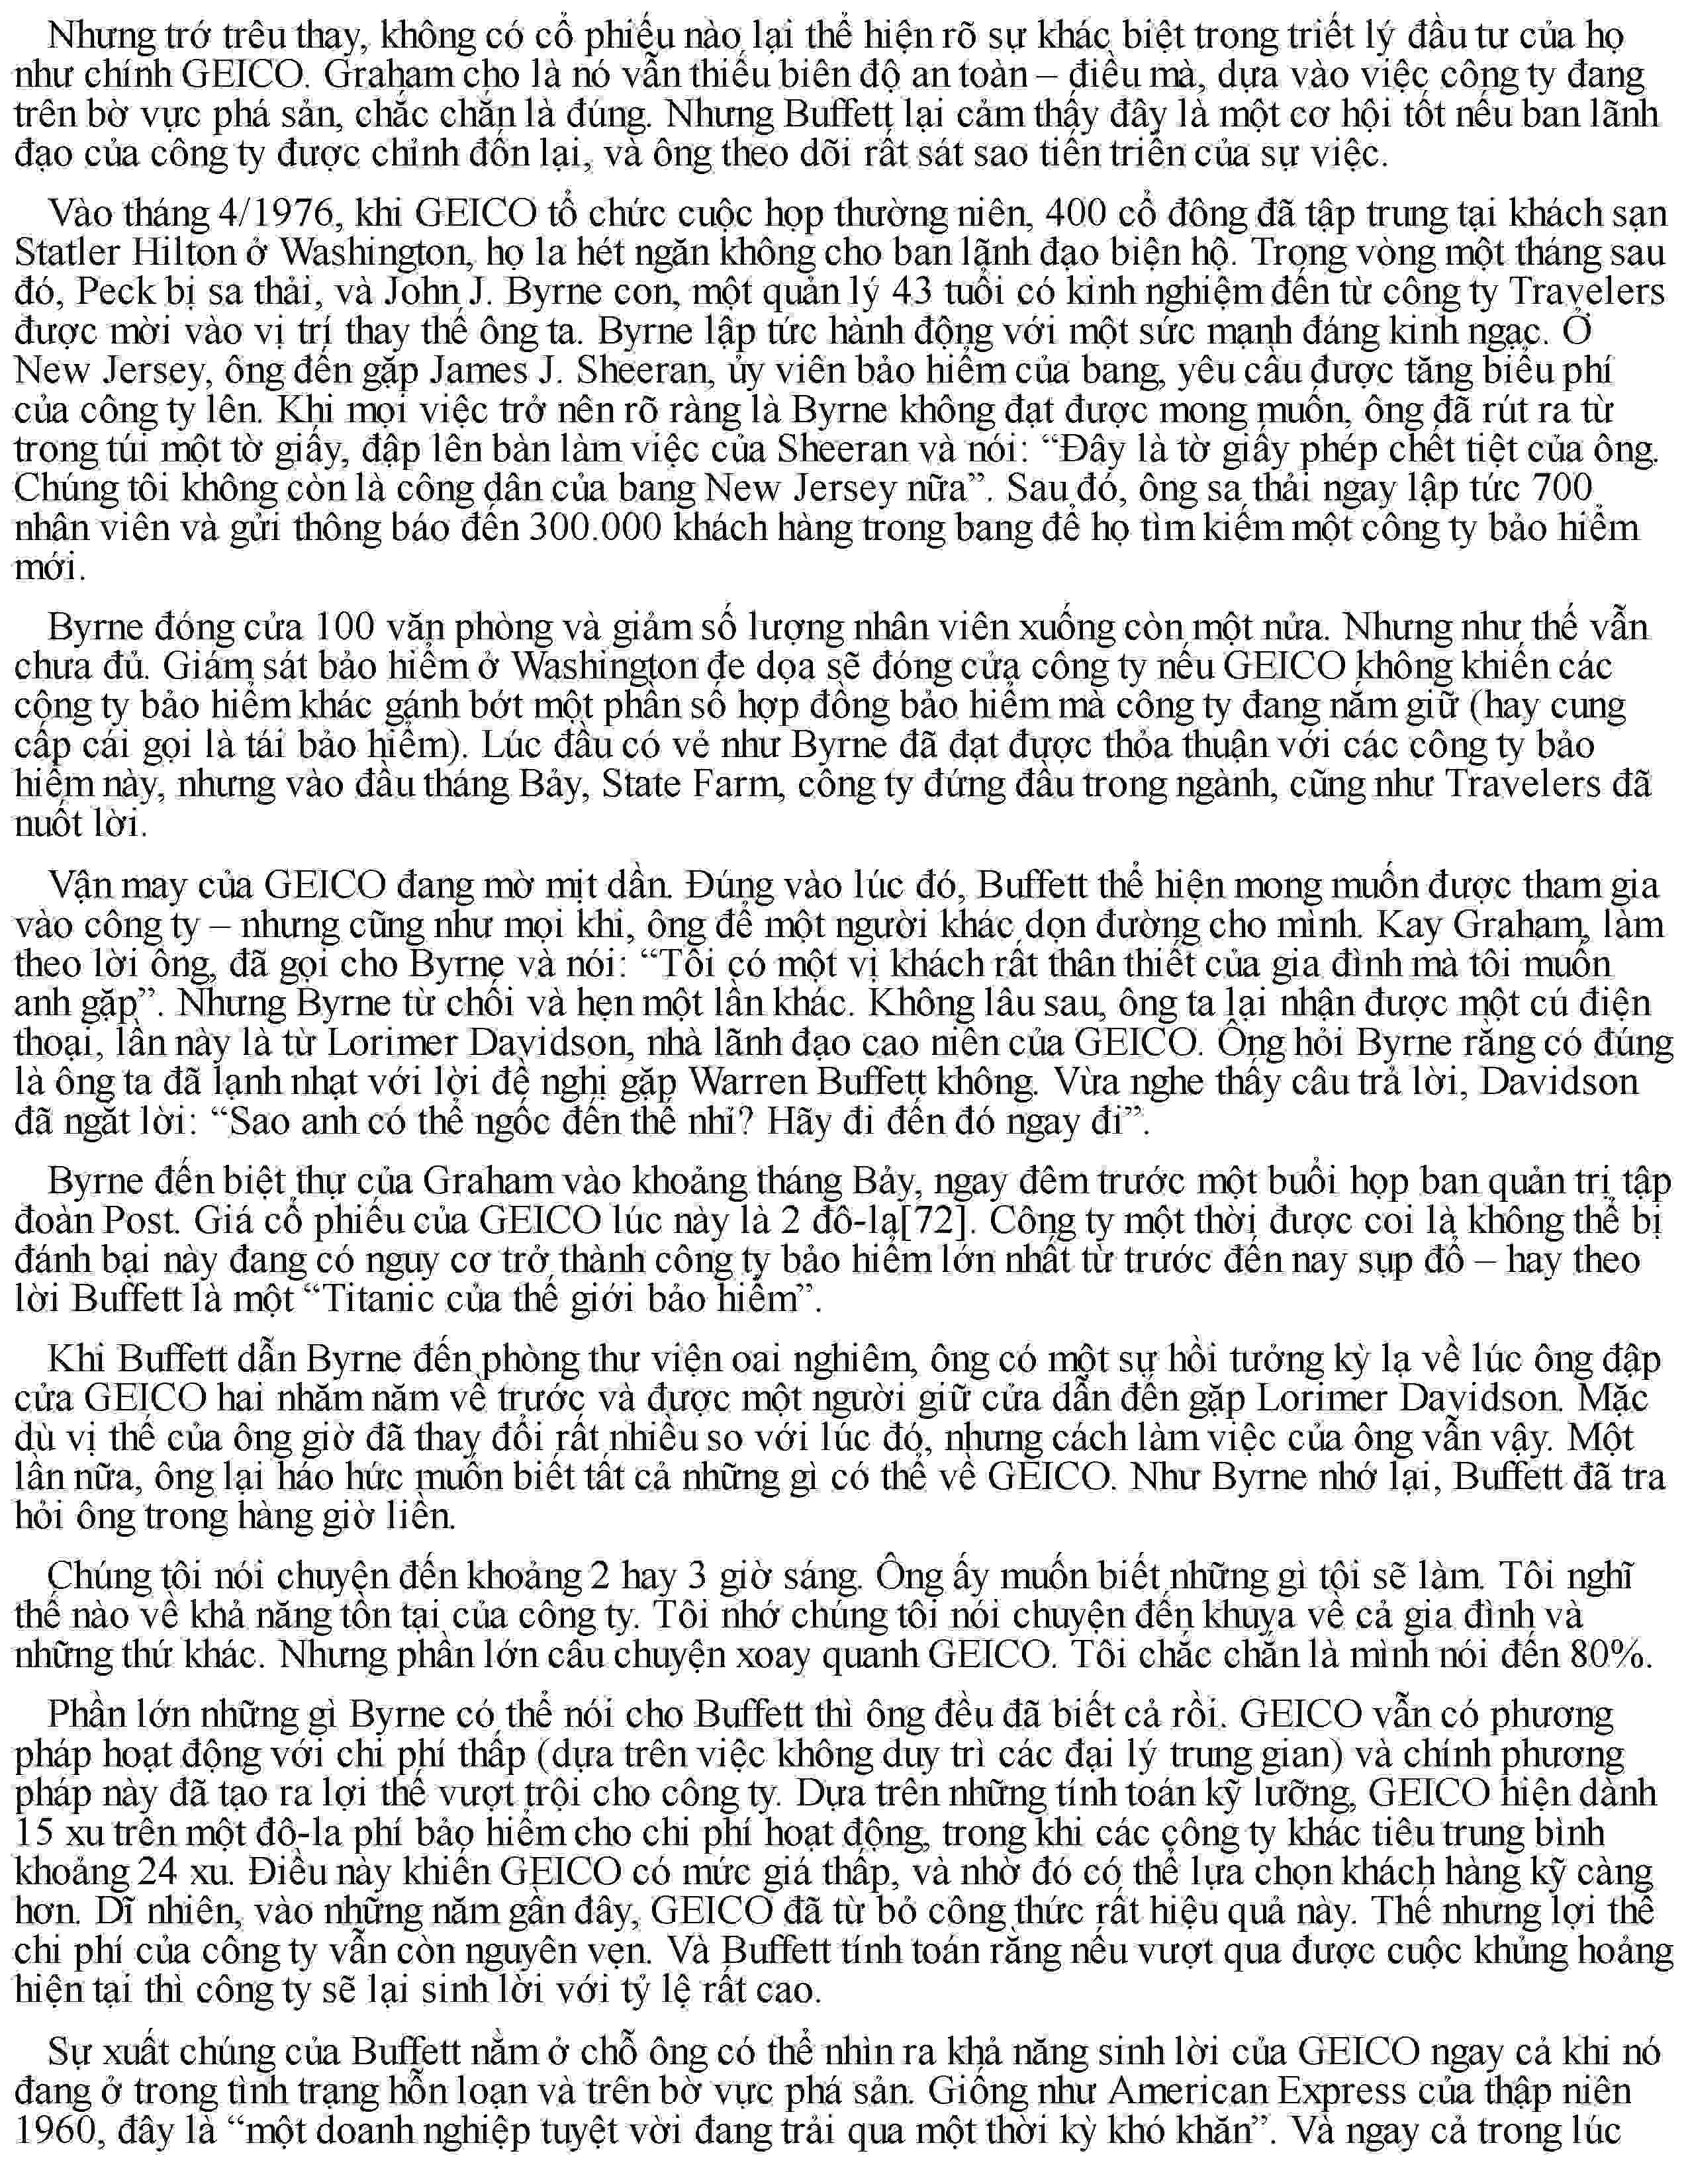 Nhưng trớ trêu thay, không có cổ phiếu nào lại thể hiện rõ sự khác biệt trong triết lý đầu tư của họ
như chính GEICO. Graham cho là nó vẫn thiếu biên độ an toàn – điều mà, dựa vào việc công ty đang
trên bờ vực phá sản, chắc chắn là đúng. Nhưng Buffett lại cảm thấy đây là một cơ hội tốt nếu ban lãnh
đạo của công ty được chỉnh đốn lại, và ông theo dõi rất sát sao tiến triển của sự việc.
Vào tháng 4/1976, khi GEICO tổ chức cuộc họp thường niên, 400 cổ đông đã tập trung tại khách sạn
Statler Hilton ở Washington, họ la hét ngăn không cho ban lãnh đạo biện hộ. Trong vòng một tháng sau
đó, Peck bị sa thải, và John J. Byrne con, một quản lý 43 tuổi có kinh nghiệm đến từ công ty Travelers
được mời vào vị trí thay thế ông ta. Byrne lập tức hành động với một sức mạnh đáng kinh ngạc. Ở
New Jersey, ông đến gặp James J. Sheeran, ủy viên bảo hiểm của bang, yêu cầu được tăng biểu phí
của công ty lên. Khi mọi việc trở nên rõ ràng là Byrne không đạt được mong muốn, ông đã rút ra từ
trong túi một tờ giấy, đập lên bàn làm việc của Sheeran và nói: “Đây là tờ giấy phép chết tiệt của ông.
Chúng tôi không còn là công dân của bang New Jersey nữa”. Sau đó, ông sa thải ngay lập tức 700
nhân viên và gửi thông báo đến 300.000 khách hàng trong bang để họ tìm kiếm một công ty bảo hiểm
mới.
Byrne đóng cửa 100 văn phòng và giảm số lượng nhân viên xuống còn một nửa. Nhưng như thế vẫn
chưa đủ. Giám sát bảo hiểm ở Washington đe dọa sẽ đóng cửa công ty nếu GEICO không khiến các
công ty bảo hiểm khác gánh bớt một phần số hợp đồng bảo hiểm mà công ty đang nắm giữ (hay cung
cấp cái gọi là tái bảo hiểm). Lúc đầu có vẻ như Byrne đã đạt được thỏa thuận với các công ty bảo
hiểm này, nhưng vào đầu tháng Bảy, State Farm, công ty đứng đầu trong ngành, cũng như Travelers đã
nuốt lời.
Vận may của GEICO đang mờ mịt dần. Đúng vào lúc đó, Buffett thể hiện mong muốn được tham gia
vào công ty – nhưng cũng như mọi khi, ông để một người khác dọn đường cho mình. Kay Graham, làm
theo lời ông, đã gọi cho Byrne và nói: “Tôi có một vị khách rất thân thiết của gia đình mà tôi muốn
anh gặp”. Nhưng Byrne từ chối và hẹn một lần khác. Không lâu sau, ông ta lại nhận được một cú điện
thoại, lần này là từ Lorimer Davidson, nhà lãnh đạo cao niên của GEICO. Ông hỏi Byrne rằng có đúng
là ông ta đã lạnh nhạt với lời đề nghị gặp Warren Buffett không. Vừa nghe thấy câu trả lời, Davidson
đã ngắt lời: “Sao anh có thể ngốc đến thế nhỉ? Hãy đi đến đó ngay đi”.
Byrne đến biệt thự của Graham vào khoảng tháng Bảy, ngay đêm trước một buổi họp ban quản trị tập
đoàn Post. Giá cổ phiếu của GEICO lúc này là 2 đô-la[72]. Công ty một thời được coi là không thể bị
đánh bại này đang có nguy cơ trở thành công ty bảo hiểm lớn nhất từ trước đến nay sụp đổ – hay theo
lời Buffett là một “Titanic của thế giới bảo hiểm”.
Khi Buffett dẫn Byrne đến phòng thư viện oai nghiêm, ông có một sự hồi tưởng kỳ lạ về lúc ông đập
cửa GEICO hai nhăm năm về trước và được một người giữ cửa dẫn đến gặp Lorimer Davidson. Mặc
dù vị thế của ông giờ đã thay đổi rất nhiều so với lúc đó, nhưng cách làm việc của ông vẫn vậy. Một
lần nữa, ông lại háo hức muốn biết tất cả những gì có thể về GEICO. Như Byrne nhớ lại, Buffett đã tra
hỏi ông trong hàng giờ liền.
Chúng tôi nói chuyện đến khoảng 2 hay 3 giờ sáng. Ông ấy muốn biết những gì tôi sẽ làm. Tôi nghĩ
thế nào về khả năng tồn tại của công ty. Tôi nhớ chúng tôi nói chuyện đến khuya về cả gia đình và
những thứ khác. Nhưng phần lớn câu chuyện xoay quanh GEICO. Tôi chắc chắn là mình nói đến 80%.
Phần lớn những gì Byrne có thể nói cho Buffett thì ông đều đã biết cả rồi. GEICO vẫn có phương
pháp hoạt động với chi phí thấp (dựa trên việc không duy trì các đại lý trung gian) và chính phương
pháp này đã tạo ra lợi thế vượt trội cho công ty. Dựa trên những tính toán kỹ lưỡng, GEICO hiện dành
15 xu trên một đô-la phí bảo hiểm cho chi phí hoạt động, trong khi các công ty khác tiêu trung bình
khoảng 24 xu. Điều này khiến GEICO có mức giá thấp, và nhờ đó có thể lựa chọn khách hàng kỹ càng
hơn. Dĩ nhiên, vào những năm gần đây, GEICO đã từ bỏ công thức rất hiệu quả này. Thế nhưng lợi thế
chi phí của công ty vẫn còn nguyên vẹn. Và Buffett tính toán rằng nếu vượt qua được cuộc khủng hoảng
hiện tại thì công ty sẽ lại sinh lời với tỷ lệ rất cao.
Sự xuất chúng của Buffett nằm ở chỗ ông có thể nhìn ra khả năng sinh lời của GEICO ngay cả khi nó
đang ở trong tình trạng hỗn loạn và trên bờ vực phá sản. Giống như American Express của thập niên
1960, đây là “một doanh nghiệp tuyệt vời đang trải qua một thời kỳ khó khăn”. Và ngay cả trong lúc